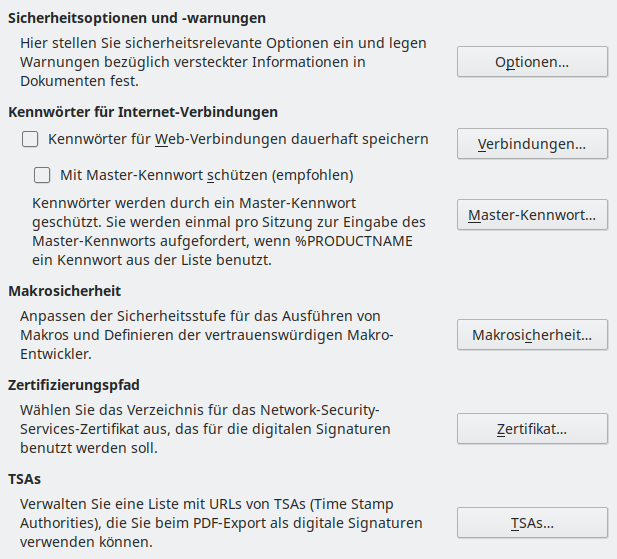 Sicherheitsoptionen und -warnungen
Hier stellen Sie sicherheitsrelevante Optionen ein und legen
Warnungen bezüglich versteckter Informationen in
Dokumenten fest.
Optionen...
Kennwörter für Internet-Verbindungen
Kennwörter für Web-Verbindungen dauerhaft speichern
Verbindungen...
Mit Master-Kennwort schützen (empfohlen)
Kennwörter werden durch ein Master-Kennwort
geschützt. Sie werden einmal pro Sitzung zur Eingabe des
Master-Kennworts aufgefordert, wenn %PRODUCTNAME
ein Kennwort aus der Liste benutzt.
Master-Kennwort...
Makrosicherheit
Anpassen der Sicherheitsstufe für das Ausführen von
Makros und Definieren der vertrauenswürdigen Makro-
Entwickler.
Makrosicherheit...
Zertifizierungspfad
Wählen Sie das Verzeichnis für das Network-Security-
Services-Zertifikat aus, das für die digitalen Signaturen
benutzt werden soll.
Zertifikat...
TSAs
Verwalten Sie eine Liste mit URLs von TSAs (Time Stamp
Authorities), die Sie beim PDF-Export als digitale Signaturen
verwenden können.
TSAs...